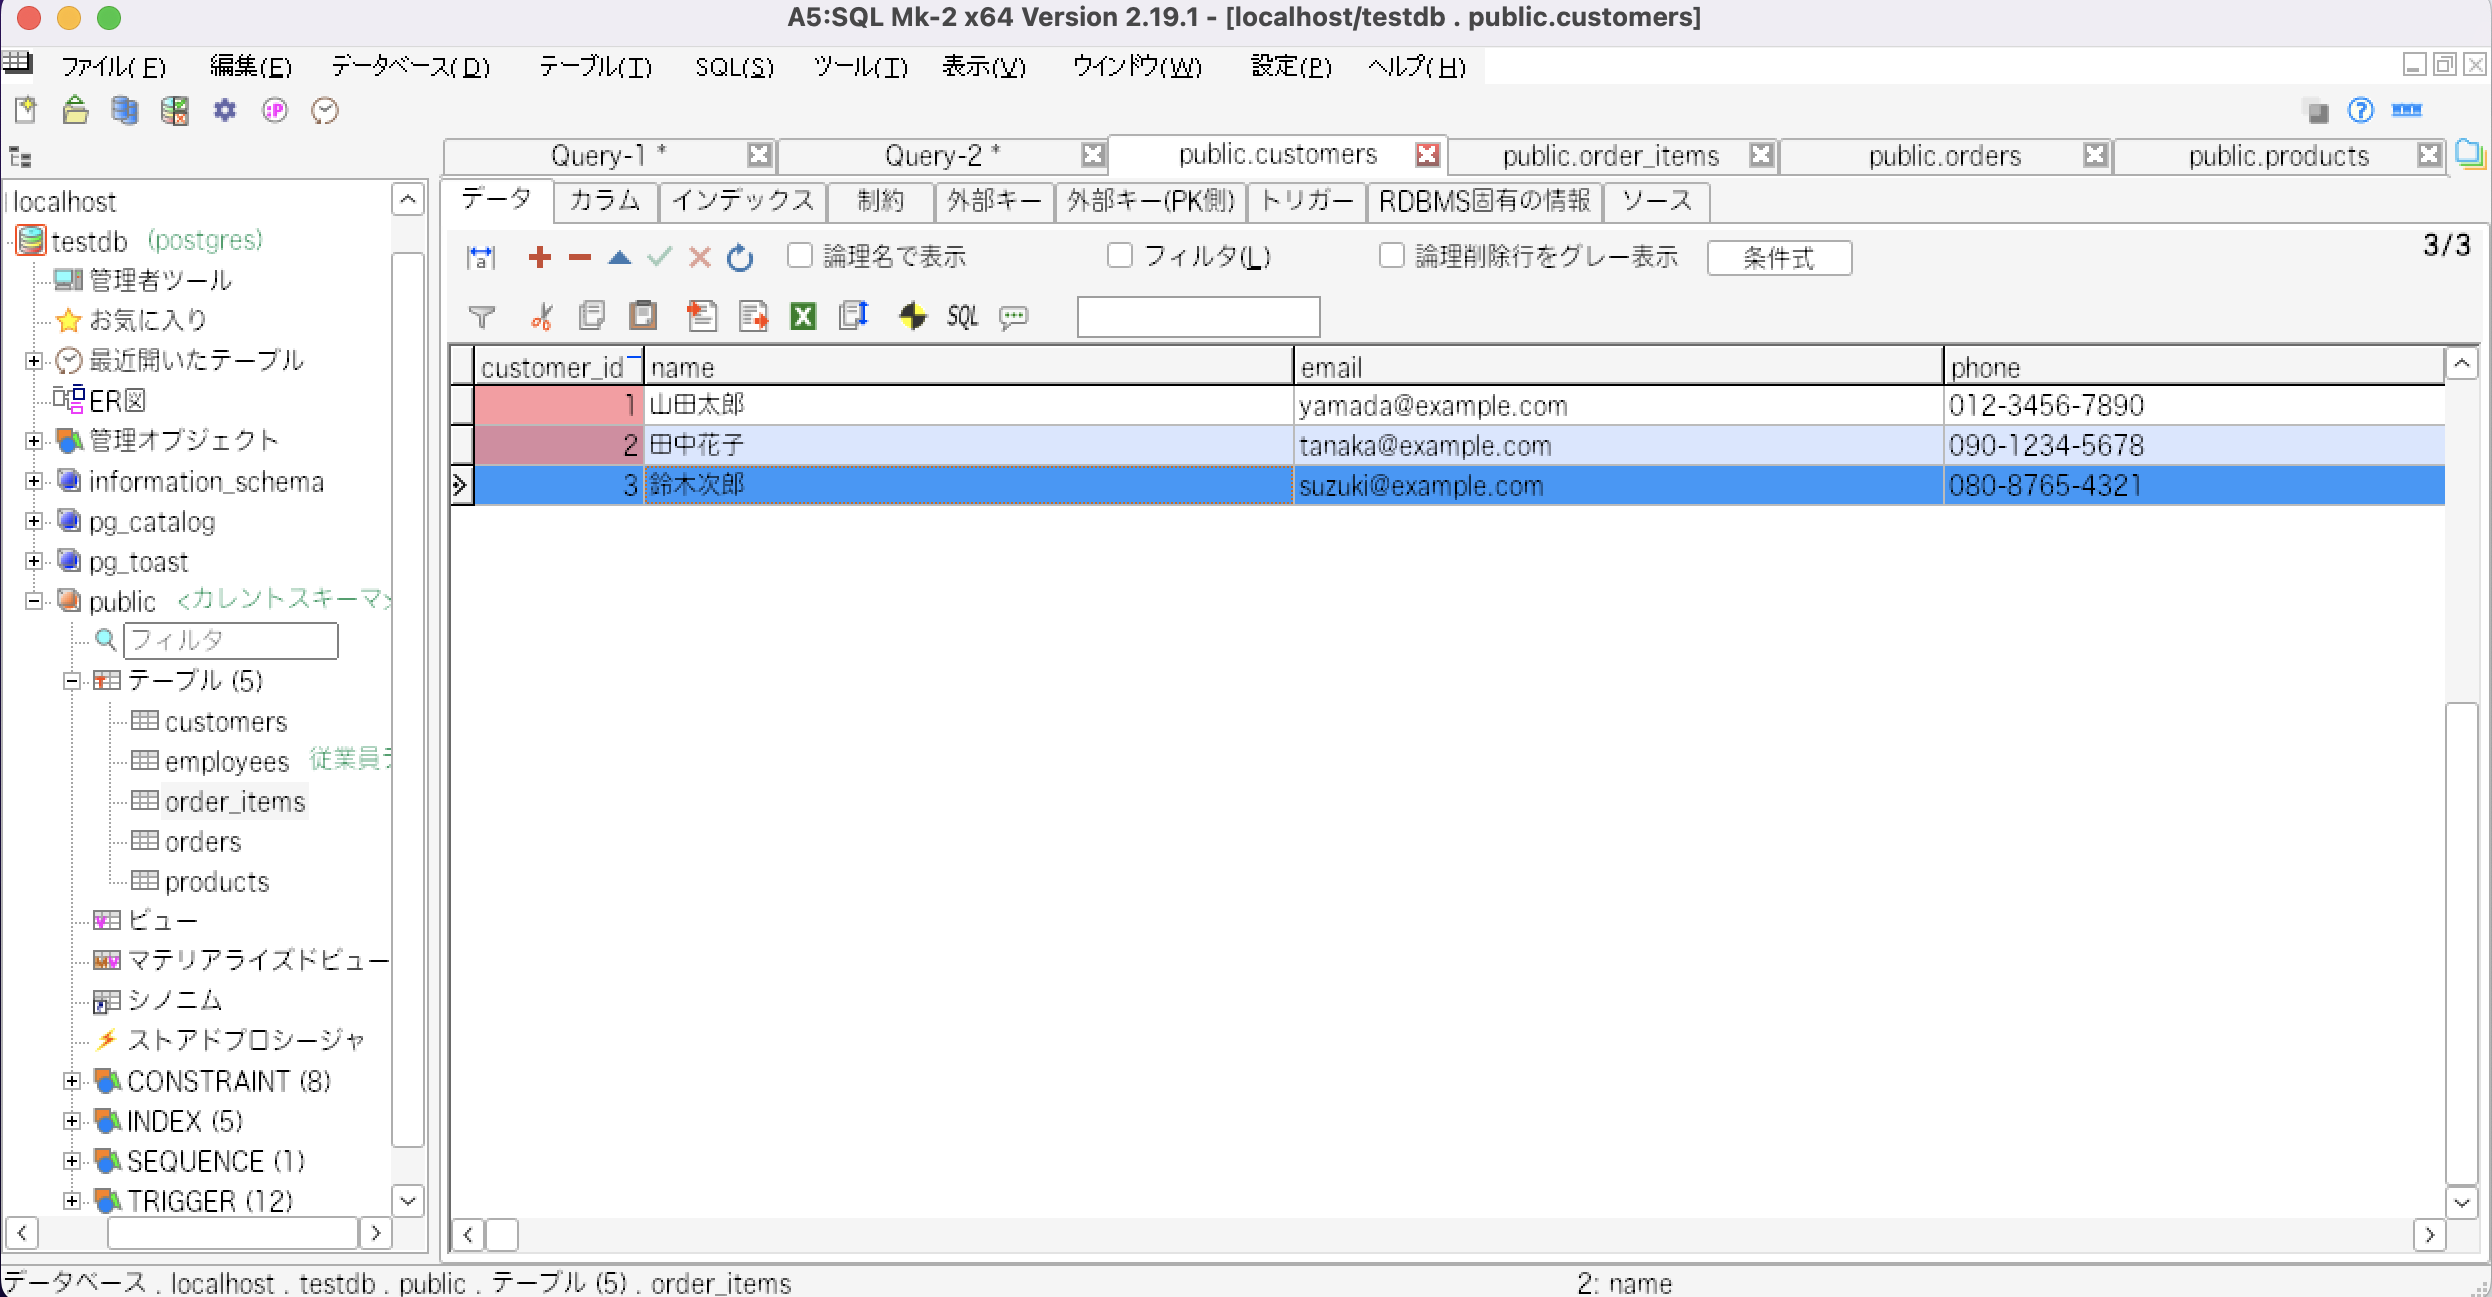 A5:SQL Mk-2 x64 Version 2.19.1 - [localhost/testdb . public.customers]
ファイル(F) 編集(E) データベース(D) テーブル(T) SQL(S) ツール(T) 表示(V) ウインドウ(W) 設定(P) ヘルプ(H)
Query-1 * Query-2 * public.customers public.order_items public.orders public.products
データ カラム インデックス 制約 外部キー 外部キー(PK側) トリガー RDBMS固有の情報 ソース
論理名で表示 フィルタ(L) 論理削除行をグレー表示 条件式 3/3
SQL
customer_id name email phone
1 山田太郎 yamada@example.com 012-3456-7890
2 田中花子 tanaka@example.com 090-1234-5678
3 鈴木次郎 suzuki@example.com 080-8765-4321
localhost
testdb (postgres)
管理者ツール
お気に入り
最近開いたテーブル
ER図
管理オブジェクト
information_schema
pg_catalog
pg_toast
public <カレントスキーマ>
フィルタ
テーブル (5)
customers
employees 従業員テ
order_items
orders
products
ビュー
マテリアライズドビュー
シノニム
ストアドプロシージャ
CONSTRAINT (8)
INDEX (5)
SEQUENCE (1)
TRIGGER (12)
データベース . localhost . testdb . public . テーブル (5) . order_items 2: name